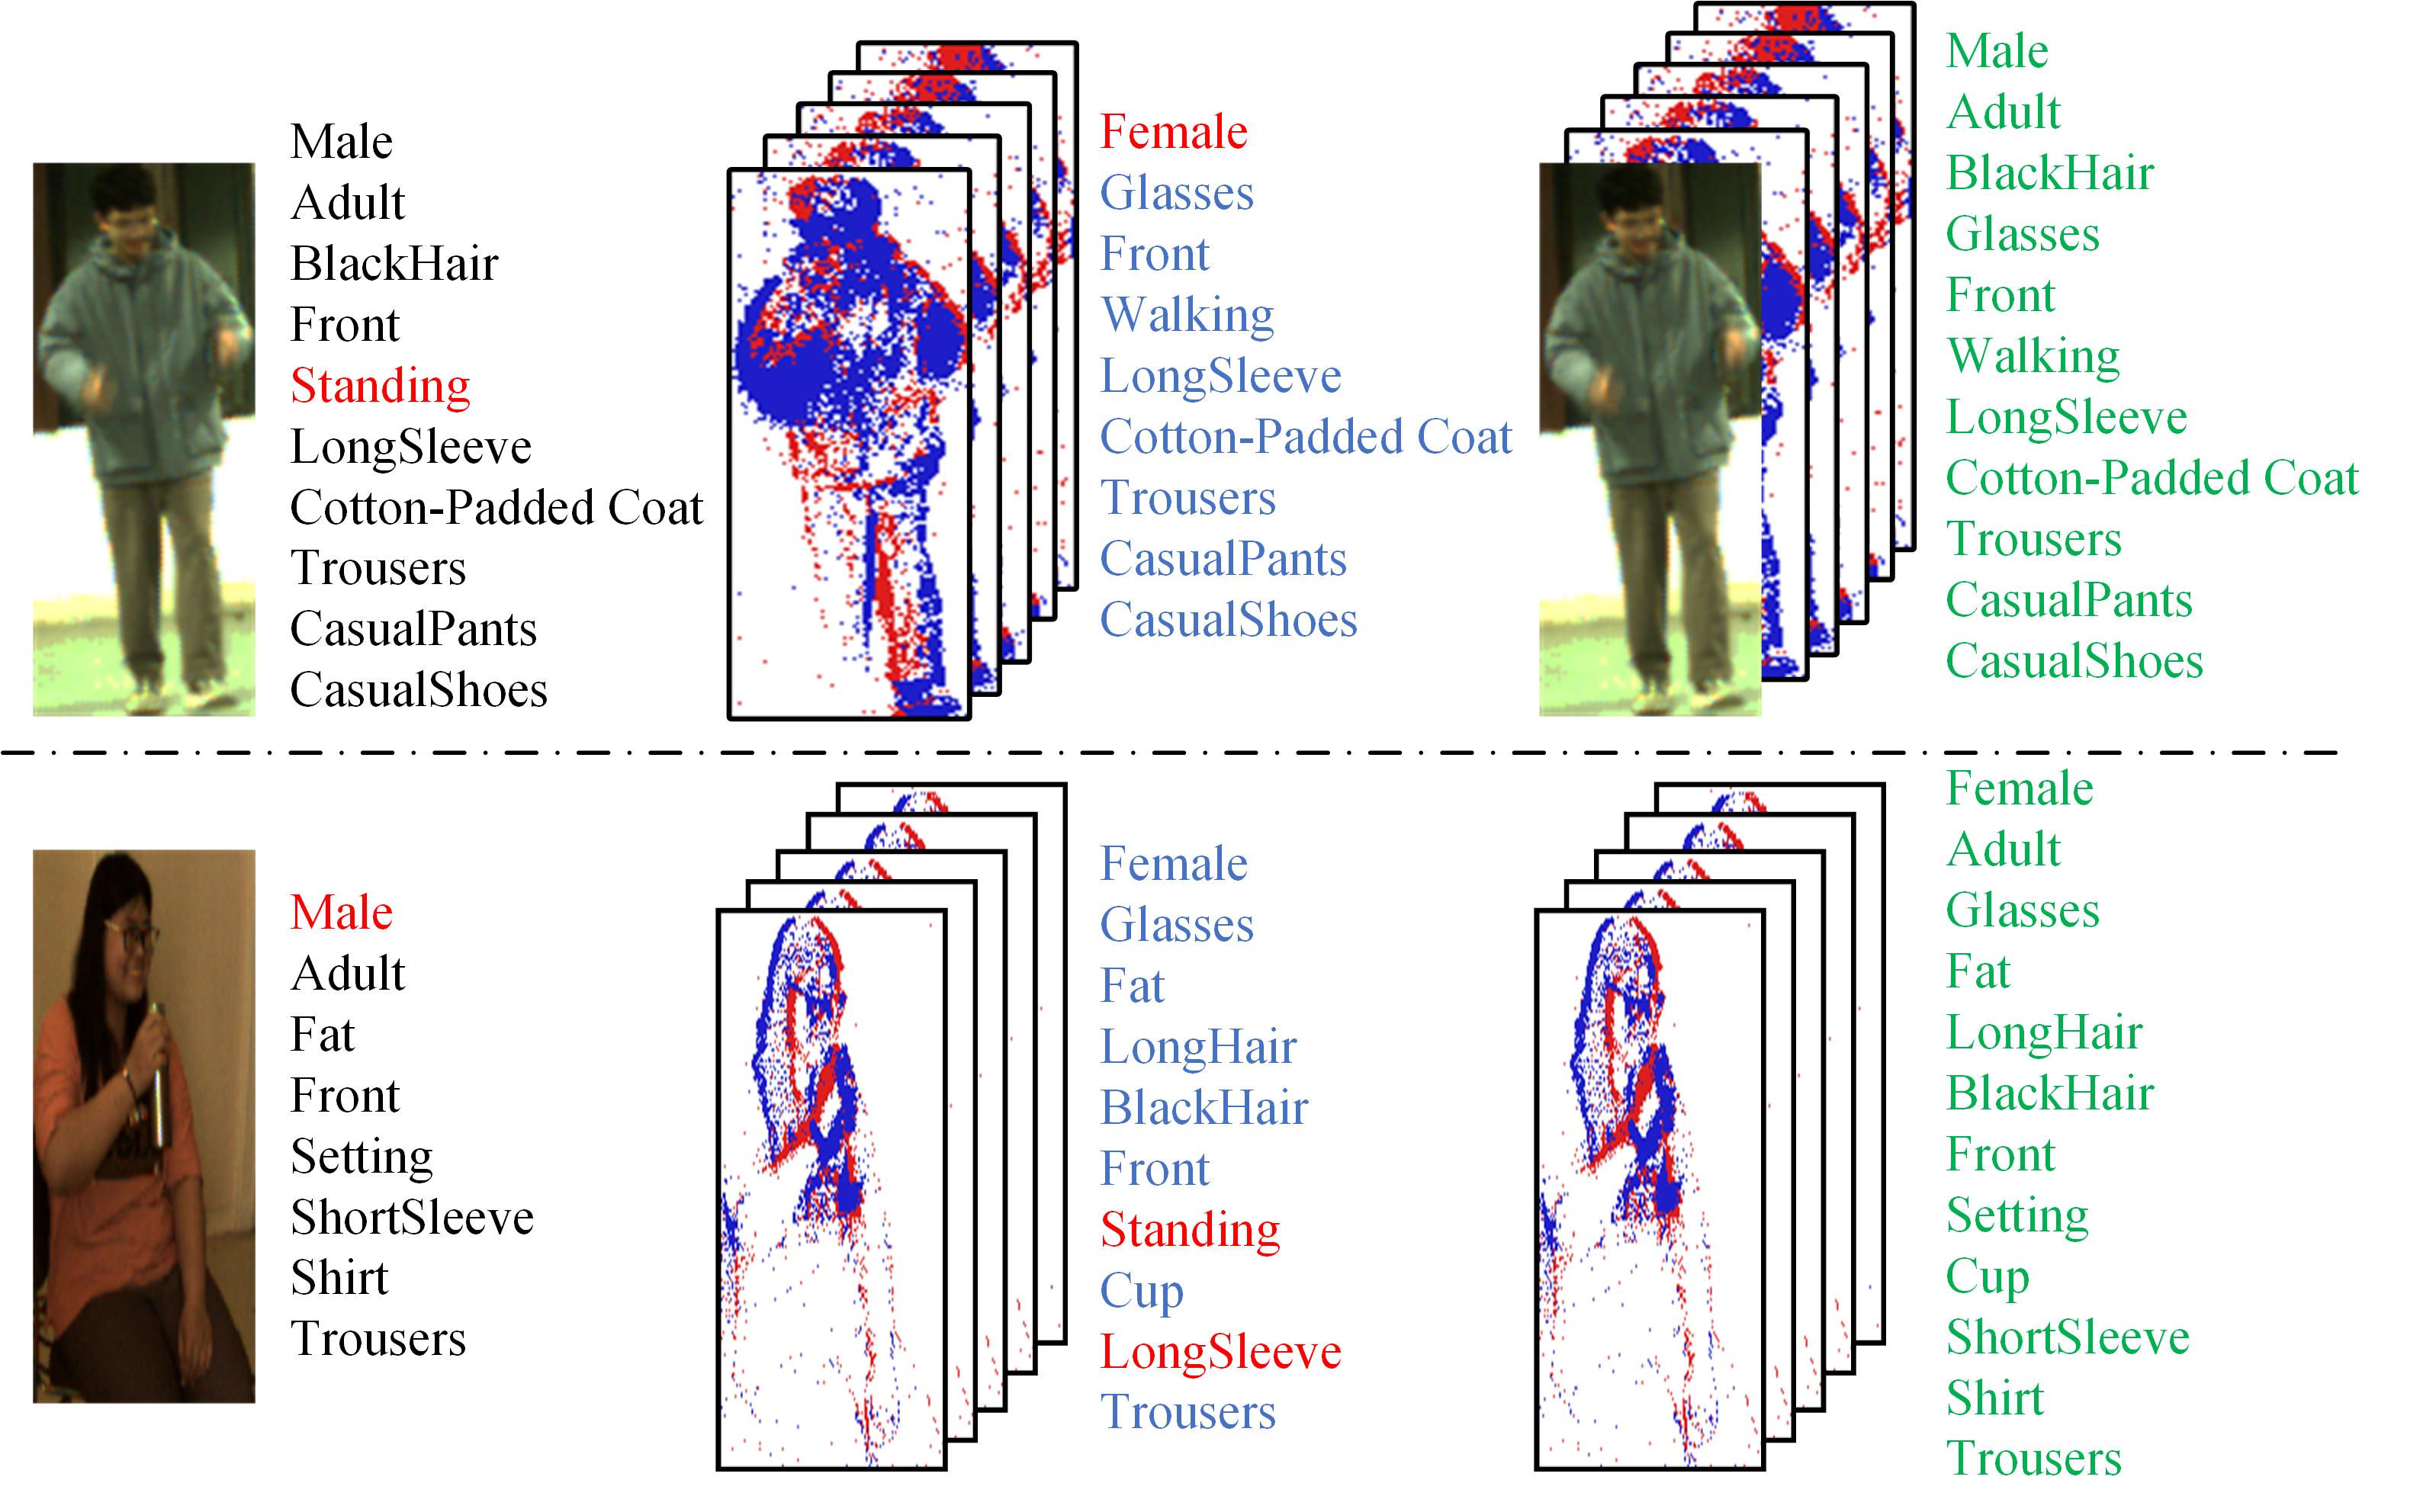 Male
Adult
BlackHair
Front
Standing
LongSleeve
Cotton-Padded Coat
Trousers
CasualPants
CasualShoes
Female
Glasses
Front
Walking
LongSleeve
Cotton-Padded Coat
Trousers
CasualPants
CasualShoes
Male
Adult
BlackHair
Glasses
Front
Walking
LongSleeve
Cotton-Padded Coat
Trousers
CasualPants
CasualShoes
Male
Adult
Fat
Front
Setting
ShortSleeve
Shirt
Trousers
Female
Glasses
Fat
LongHair
BlackHair
Front
Standing
Cup
LongSleeve
Trousers
Female
Adult
Glasses
Fat
LongHair
BlackHair
Front
Setting
Cup
ShortSleeve
Shirt
Trousers